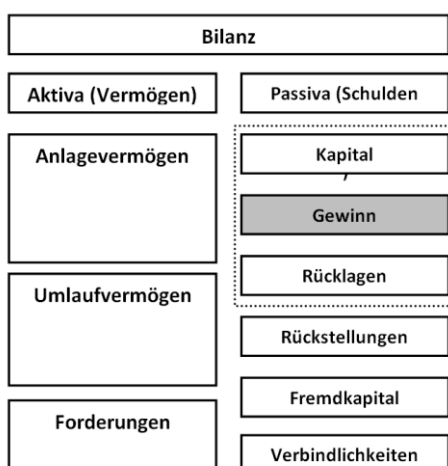 Bilanz
Aktiva (Vermögen)
Passiva (Schulden
Anlagevermögen
Kapital
Gewinn
Rücklagen
Umlaufvermögen
Rückstellungen
Fremdkapital
Forderungen
Verbindlichkeiten